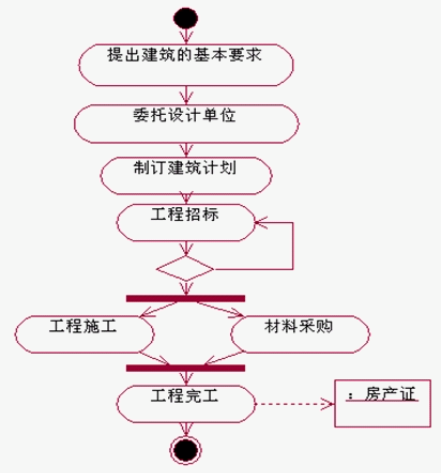 提出建筑的基本要求
委托设计单位
制订建筑计划
工程招标
工程施工
材料采购
工程完工
：房产证